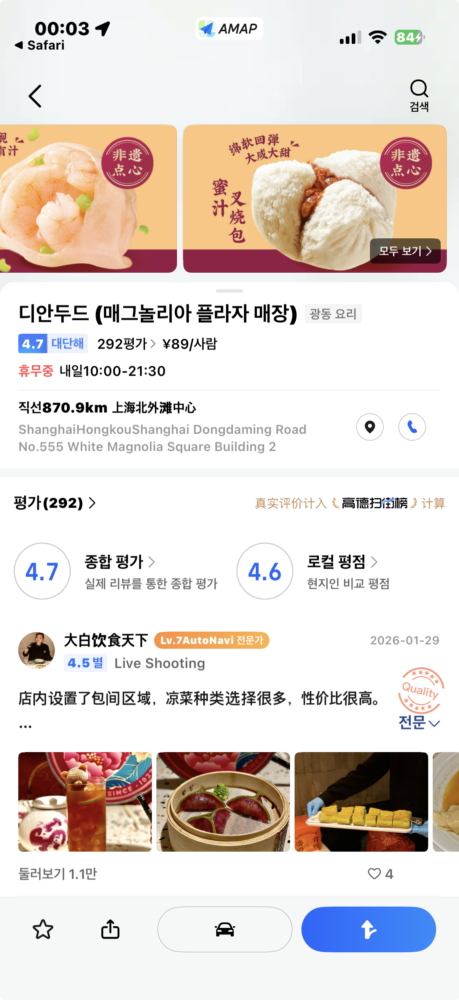 00:03
AMAP
84
Safari
검색
有汁
非遗
点心
绵软回弹
大咸大甜
非遗
点心
蜜汁
叉烧包
모두 보기
디안두드 (매그놀리아 플라자 매장) 광동 요리
4.7 대단해 292평가 ¥89/사람
휴무중 내일10:00-21:30
직선870.9km 上海北外滩中心
ShanghaiHongkouShanghai Dongdaming Road
No.555 White Magnolia Square Building 2
평가(292)
真实评价计入 高德扫街榜 计算
4.7
종합 평가
실제 리뷰를 통한 종합 평가
4.6
로컬 평점
현지인 비교 평점
大白饮食天下 Lv.7AutoNavi 전문가 2026-01-29
4.5 별 Live Shooting
Quality
店内设置了包间区域，凉菜种类选择很多，性价比很高。
...
전문
SINCE · 193
SINC
DIMDOUDUK
둘러보기 1.1만
4